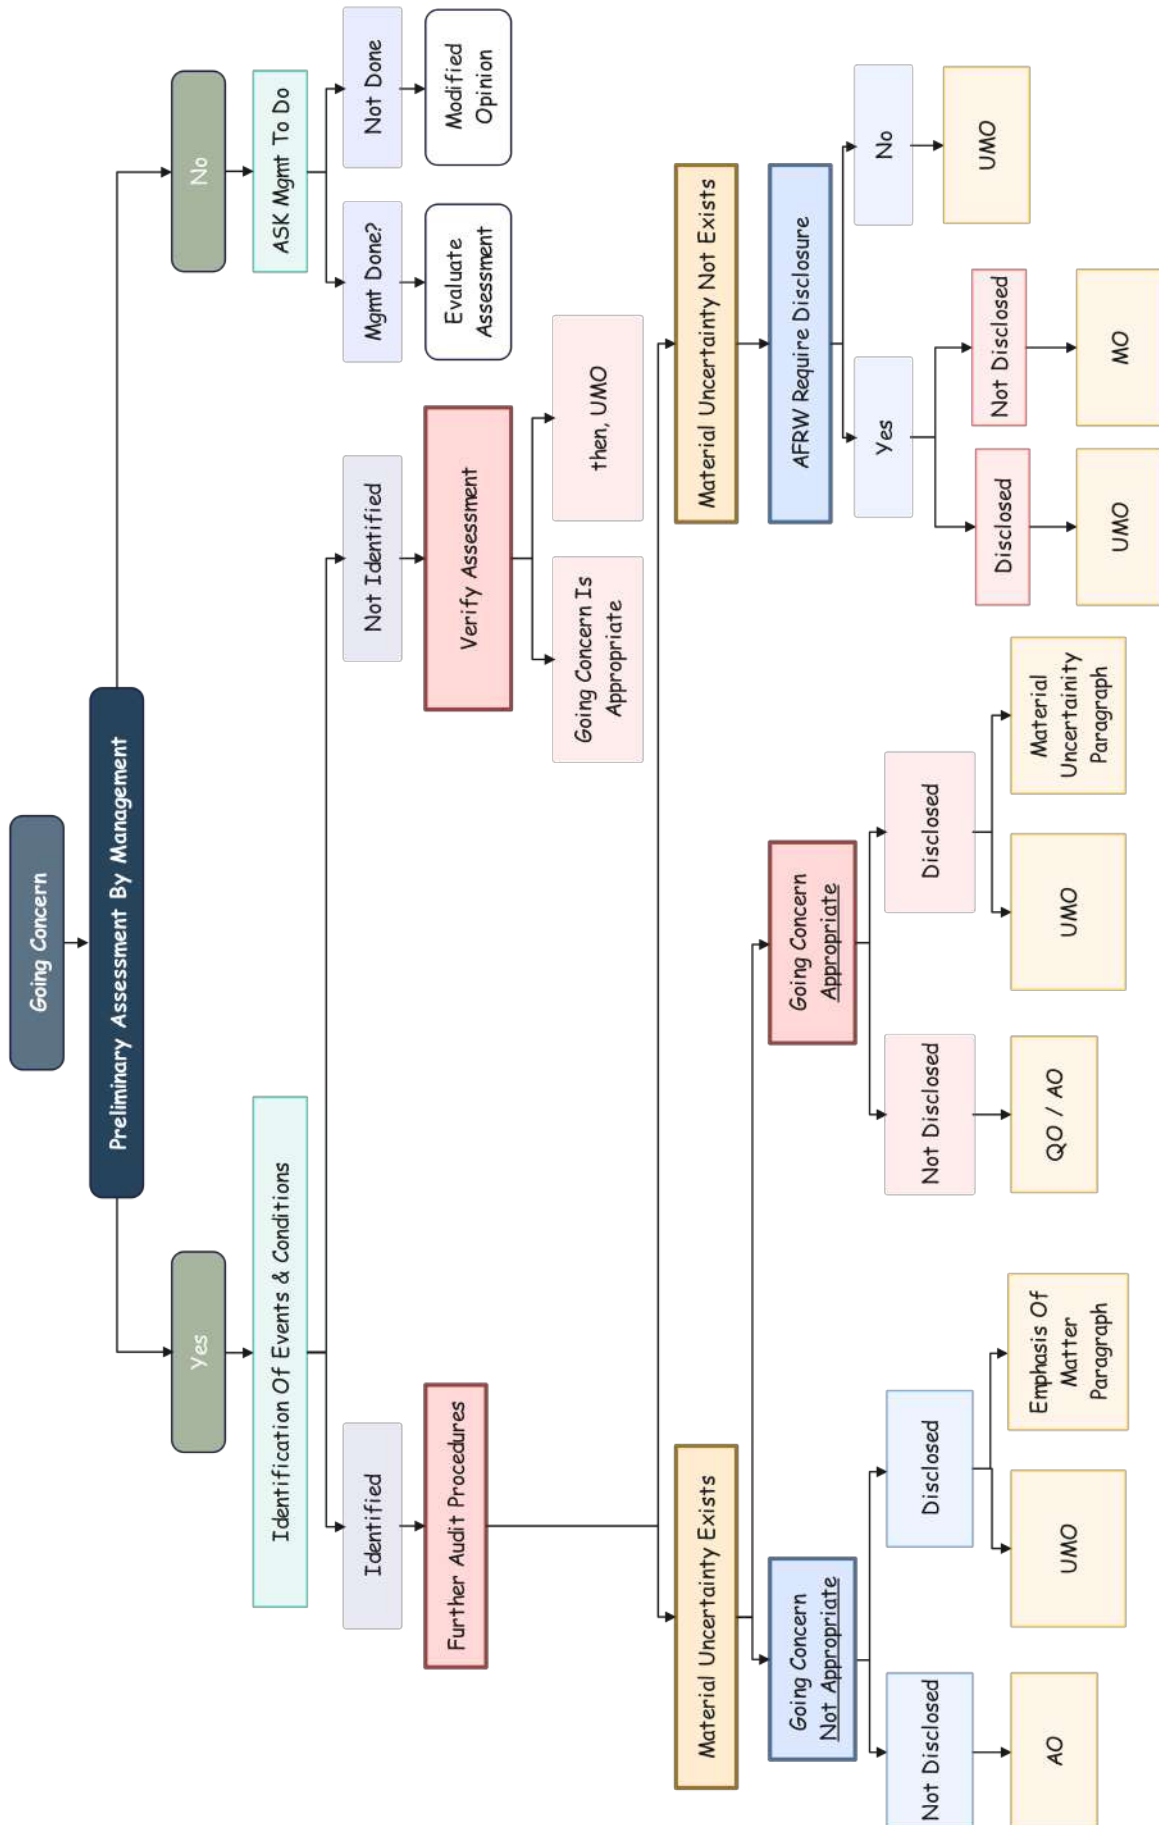 Going Concern
Preliminary Assessment By Management
Yes
No
Identification Of Events & Conditions
ASK Mgmt To Do
Identified
Not Identified
Mgmt Done?
Not Done
Further Audit Procedures
Verify Assessment
Evaluate
Assessment
Modified
Opinion
Going Concern Is
Appropriate
then, UMO
Material Uncertainty Exists
Material Uncertainty Not Exists
Going Concern
Not Appropriate
Going Concern
Appropriate
AFRW Require Disclosure
Not Disclosed
Disclosed
Not Disclosed
Disclosed
Yes
No
AO
UMO
Emphasis Of
Matter
Paragraph
QO / AO
UMO
Material
Uncertainity
Paragraph
Disclosed
Not Disclosed
UMO
UMO
MO